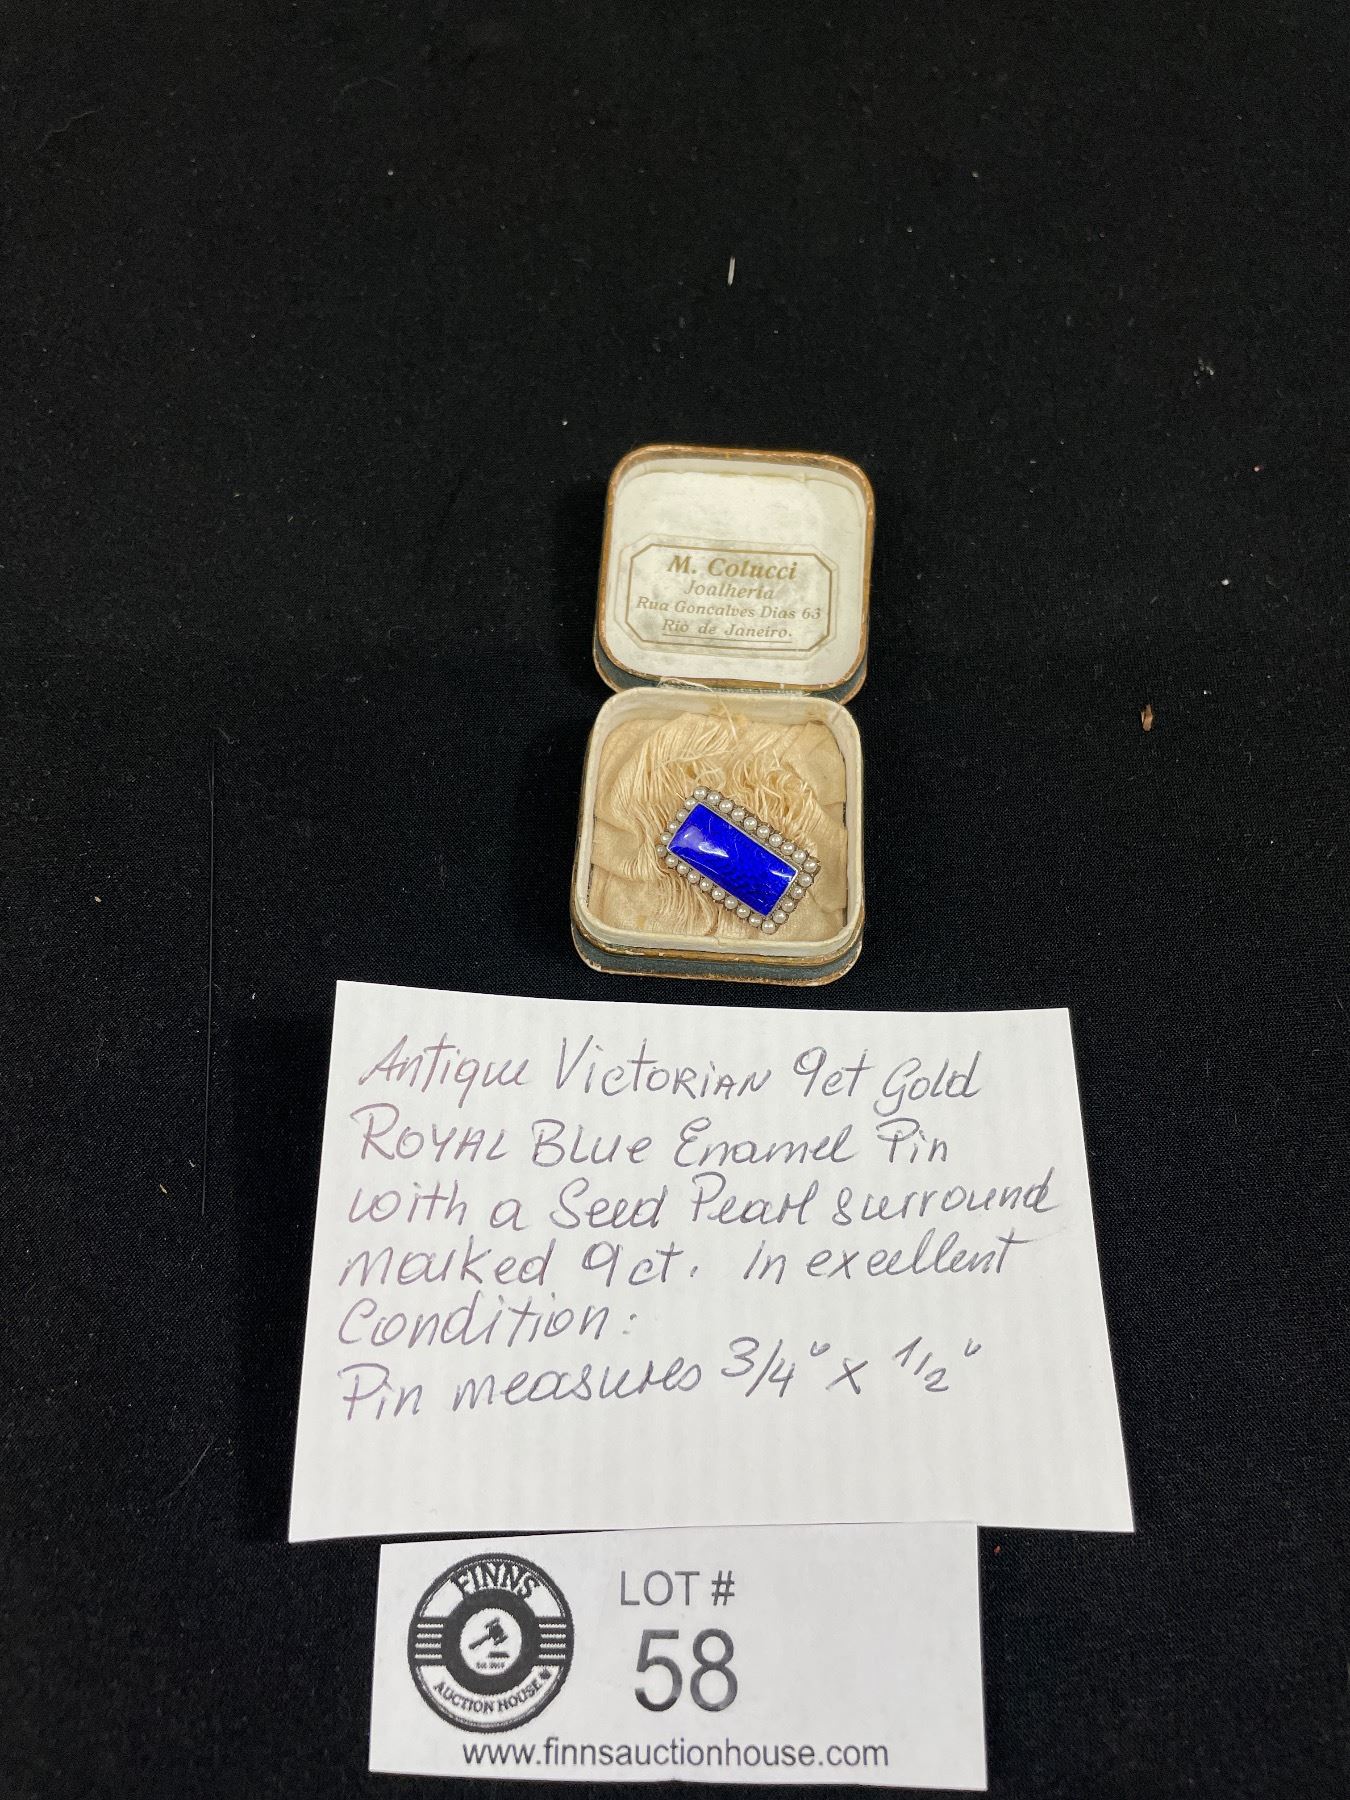 M. Colucci
Joalheria
Rua Goncalves Dias 63
Rio de Janeiro.
Antique Victorian 9ct Gold
Royal Blue Enamel Pin
with a Seed Pearl surround
marked 9ct. In excellent
Condition:
Pin measures 3/4" x 1/2"
FINNS
AUCTION HOUSE
LOT #
58
www.finnsauctionhouse.com